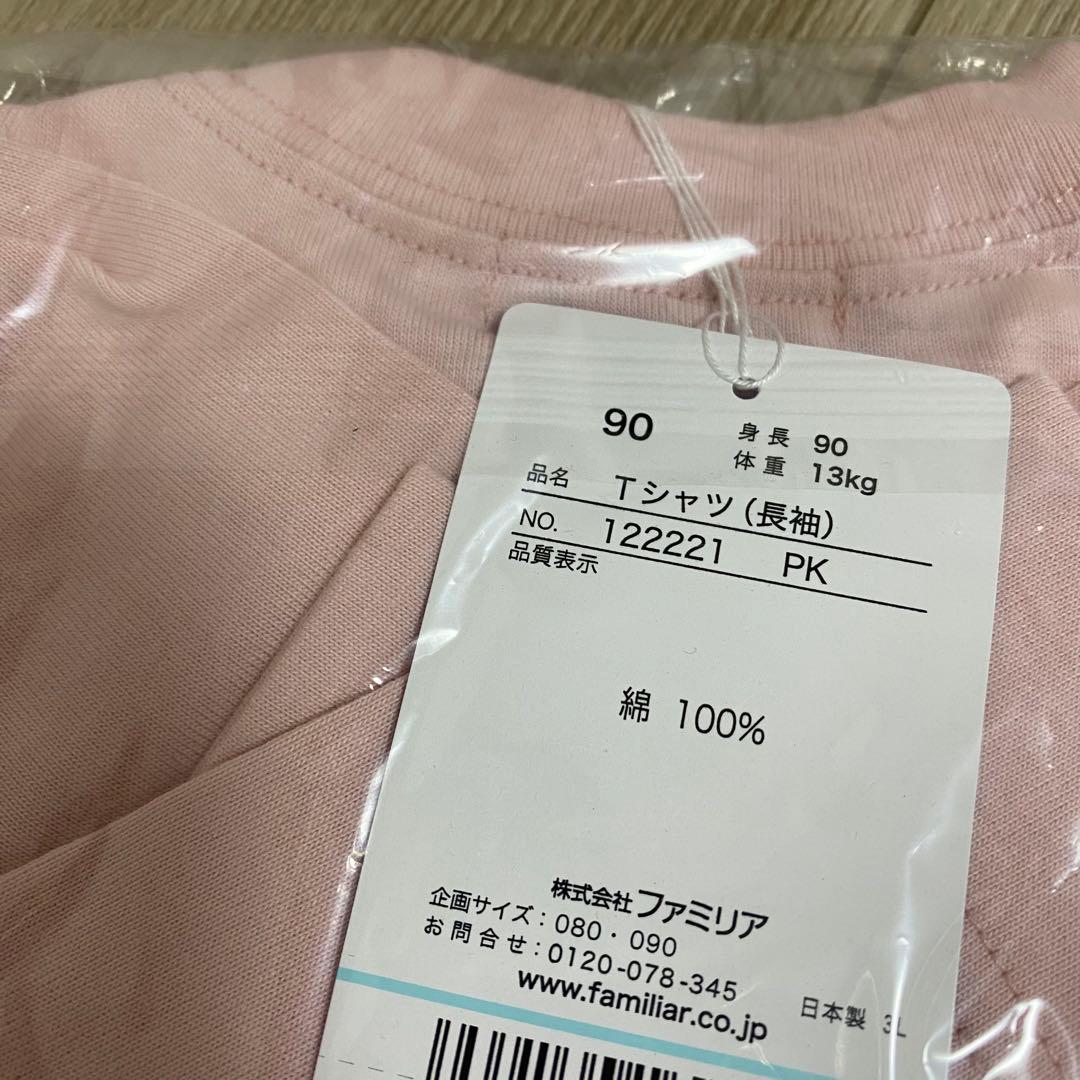 90 身長 90
体重 13kg
品名 Tシャツ(長袖)
NO. 122221 PK
品質表示
綿 100%
株式会社ファミリア
企画サイズ:080・090
お問合せ:0120-078-345
www.familiar.co.jp
日本製 3L